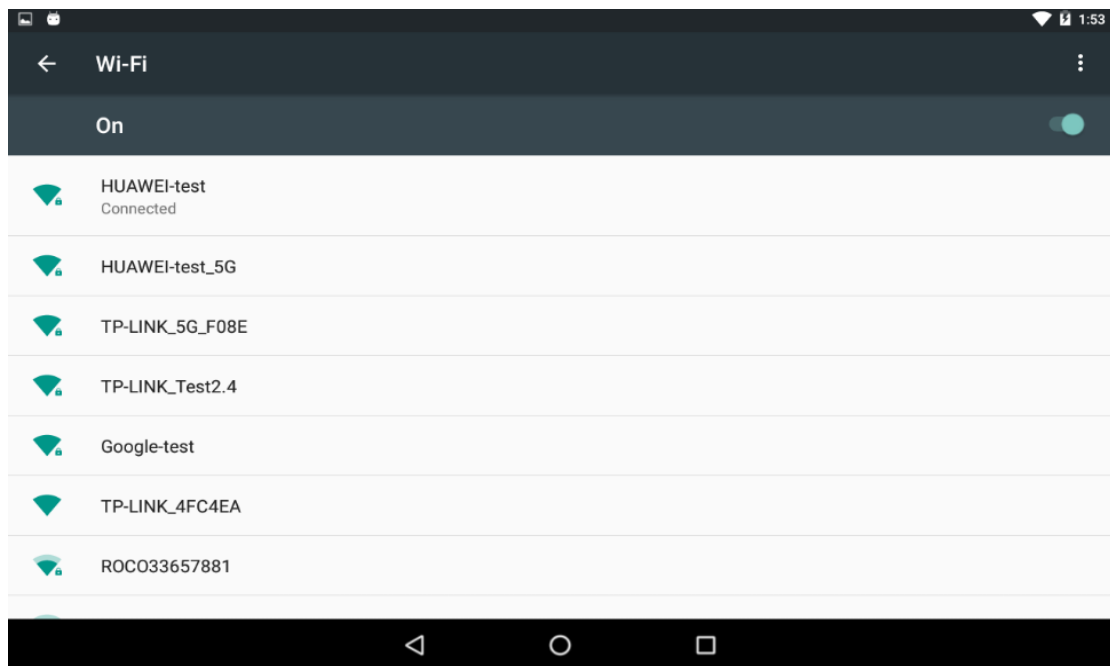 1:53
Wi-Fi
On
HUAWEI-test
Connected
HUAWEI-test_5G
TP-LINK_5G_F08E
TP-LINK_Test2.4
Google-test
TP-LINK_4FC4EA
ROCO33657881